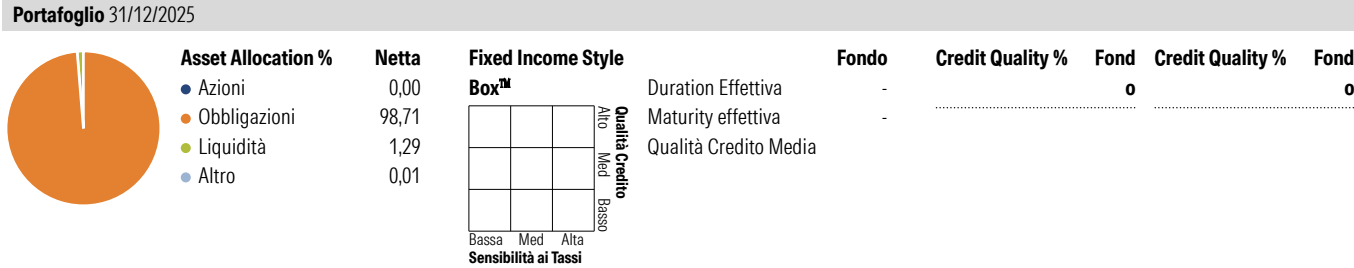 Portafoglio 31/12/2025
Asset Allocation % Netta
Azioni 0,00
Obbligazioni 98,71
Liquidità 1,29
Altro 0,01
Fixed Income Style
Box™
Alto Med Basso
Qualità Credito
Bassa Med Alta
Sensibilità ai Tassi
Fondo
Duration Effettiva -
Maturity effettiva -
Qualità Credito Media
Credit Quality % Fond
o
Credit Quality % Fond
o